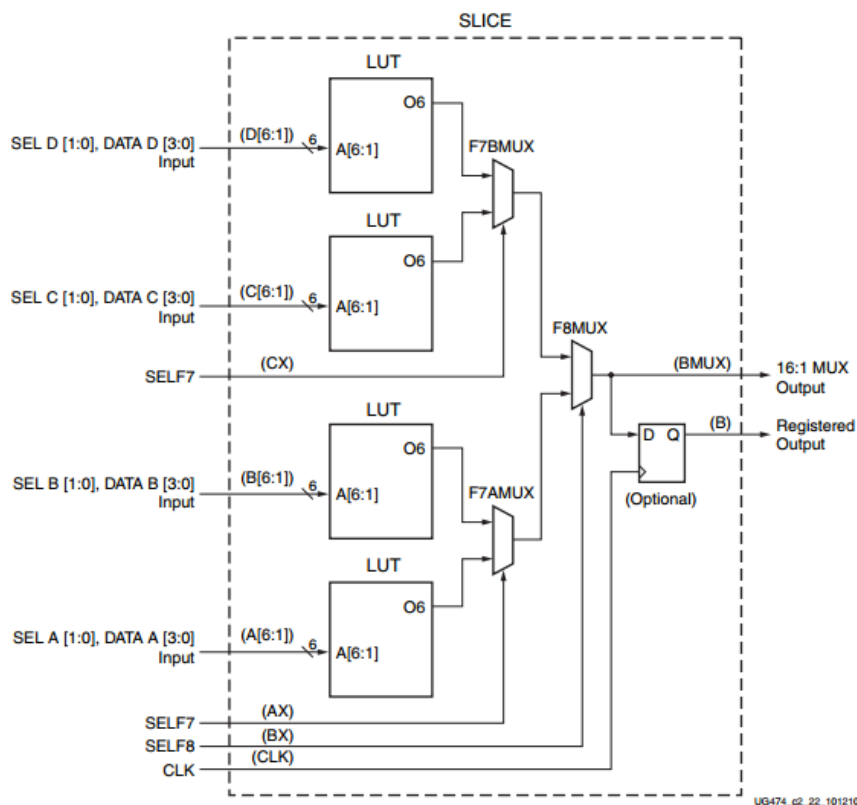 SLICE
LUT
O6
(D[6:1])
6
A[6:1]
SEL D [1:0], DATA D [3:0]
Input
F7BMUX
LUT
O6
(C[6:1])
6
A[6:1]
SEL C [1:0], DATA C [3:0]
Input
F8MUX
(CX)
SELF7
(BMUX)
16:1 MUX
Output
LUT
O6
(B)
Registered
Output
D Q
(Optional)
(B[6:1])
6
A[6:1]
SEL B [1:0], DATA B [3:0]
Input
F7AMUX
LUT
O6
(A[6:1])
6
A[6:1]
SEL A [1:0], DATA A [3:0]
Input
(AX)
SELF7
(BX)
SELF8
(CLK)
CLK
UG474_c2_22_101210